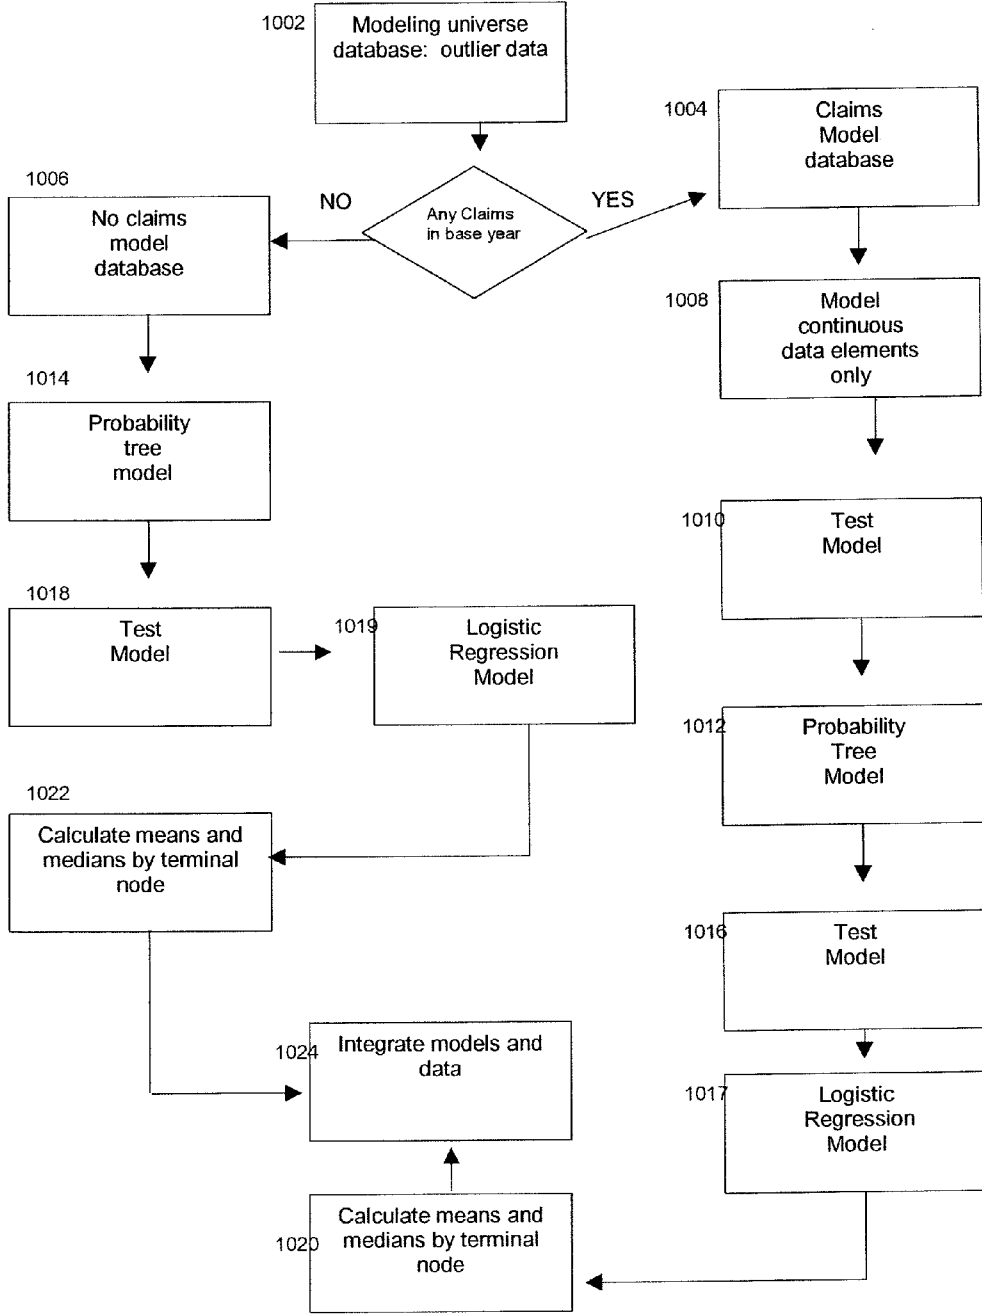 1002
Modeling universe
database: outlier data
1004
Claims
Model
database
1006
No claims
model
database
NO
Any Claims
in base year
YES
1008
Model
continuous
data elements
only
1014
Probability
tree
model
1010
Test
Model
1018
Test
Model
1019
Logistic
Regression
Model
1012
Probability
Tree
Model
1022
Calculate means and
medians by terminal
node
1016
Test
Model
1024
Integrate models and
data
1017
Logistic
Regression
Model
1020
Calculate means and
medians by terminal
node